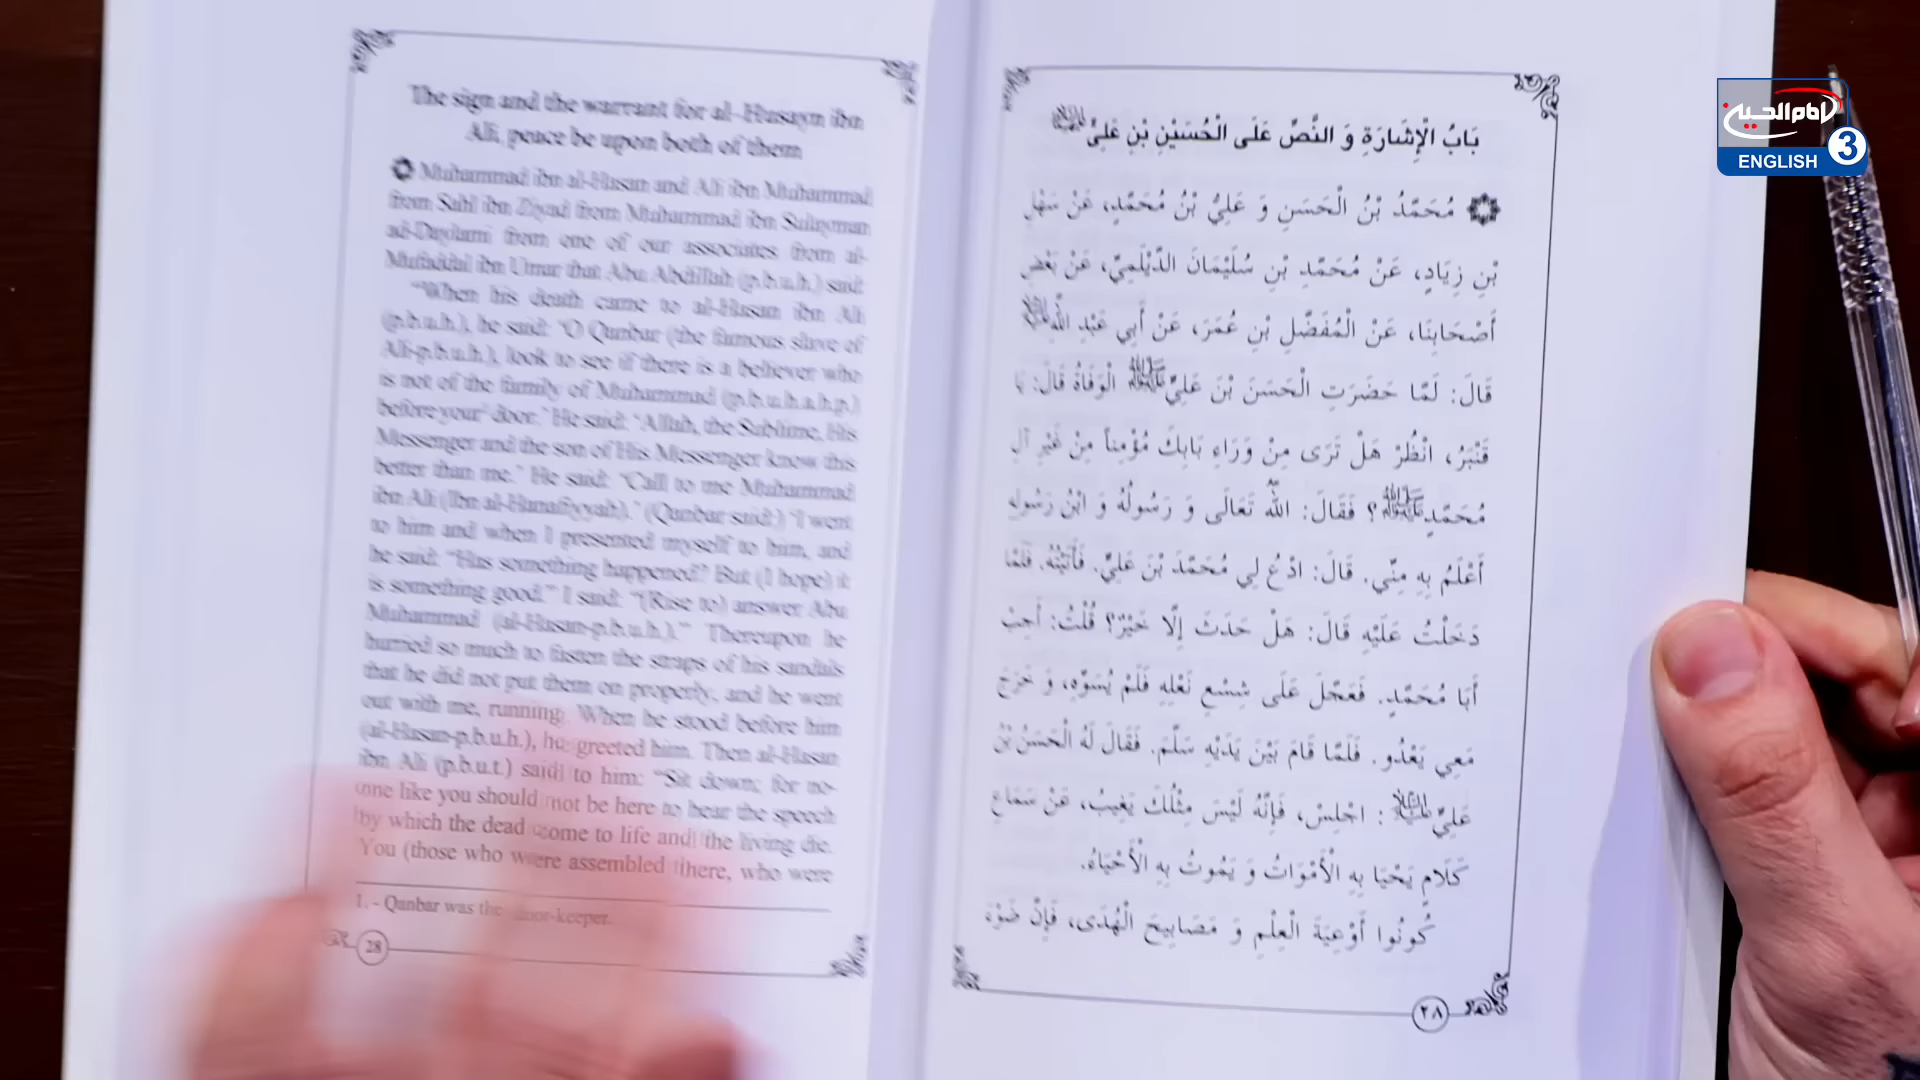 The sign and the warrant for al-Husayn ibn
Ali, peace be upon both of them
Muhammad ibn al-Hasan and Ali ibn Muhammad
from Sahl ibn Ziyad from Muhammad ibn Sulayman
ad-Daylami from one of our associates from al-
Mufaddal ibn Umar that Abu Abdillah (p.b.u.h.) said:
"When his death came to al-Hasan ibn Ali
(p.b.u.h.), he said: 'O Qanbar (the famous slave of
Ali-p.b.u.h.), look to see if there is a believer who
is not of the family of Muhammad (p.b.u.h.a.h.p.)
before your¹ door.' He said: 'Allah, the Sublime, His
Messenger and the son of His Messenger know this
better than me.' He said: 'Call to me Muhammad
ibn Ali (Ibn al-Hanafiyyah).' (Qanbar said:) 'I went
to him and when I presented myself to him, and
he said: "Has something happened? But (I hope) it
is something good." I said: "(Rise to) answer Abu
Muhammad (al-Hasan-p.b.u.h.)." Thereupon he
hurried so much to fasten the straps of his sandals
that he did not put them on properly, and he went
out with me, running. When he stood before him
(al-Hasan-p.b.u.h.), he greeted him. Then al-Hasan
ibn Ali (p.b.u.t.) said to him: "Sit down; for no-
one like you should not be here to hear the speech
by which the dead come to life and the living die.
You (those who were assembled there, who were
1. - Qanbar was the door-keeper.
28
بَابُ الْإِشَارَةِ وَ النَّصِّ عَلَى الْحُسَيْنِ بْنِ عَلِيٍّ
مُحَمَّدُ بْنُ الْحَسَنِ وَ عَلِيُّ بْنُ مُحَمَّدٍ، عَنْ سَهْلِ
بْنِ زِيَادٍ، عَنْ مُحَمَّدِ بْنِ سُلَيْمَانَ الدَّيْلَمِيِّ، عَنْ بَعْضِ
أَصْحَابِنَا، عَنْ الْمُفَضَّلِ بْنِ عُمَرَ، عَنْ أَبِي عَبْدِ اللَّهِ
قَالَ: لَمَّا حَضَرَتِ الْحَسَنَ بْنَ عَلِيٍّ الْوَفَاةُ قَالَ: يَا
قَنْبَرُ، انْظُرْ هَلْ تَرَى مِنْ وَرَاءِ بَابِكَ مُؤْمِناً مِنْ غَيْرِ آلِ
مُحَمَّدٍ ؟ فَقَالَ: اللَّهُ تَعَالَى وَ رَسُولُهُ وَ ابْنُ رَسُولِهِ
أَعْلَمُ بِهِ مِنِّي. قَالَ: ادْعُ لِي مُحَمَّدَ بْنَ عَلِيٍّ. فَأَتَيْتُهُ. فَلَمَّا
دَخَلْتُ عَلَيْهِ قَالَ: هَلْ حَدَثَ إِلَّا خَيْرٌ؟ قُلْتُ: أَجِبْ
أَبَا مُحَمَّدٍ. فَعَجَّلَ عَلَى شِسْعِ نَعْلِهِ فَلَمْ يُسَوِّهِ، وَ خَرَجَ
مَعِي يَعْدُو. فَلَمَّا قَامَ بَيْنَ يَدَيْهِ سَلَّمَ. فَقَالَ لَهُ الْحَسَنُ بْنُ
عَلِيٍّ : اجْلِسْ، فَإِنَّهُ لَيْسَ مِثْلُكَ يَغِيبُ، عَنْ سَمَاعِ
كَلَامٍ يَحْيَا بِهِ الْأَمْوَاتُ وَ يَمُوتُ بِهِ الْأَحْيَاءُ.
كُونُوا أَوْعِيَةَ الْعِلْمِ وَ مَصَابِيحَ الْهُدَى، فَإِنَّ ضَوْءَ
٢٨
امام الحسين
ENGLISH 3